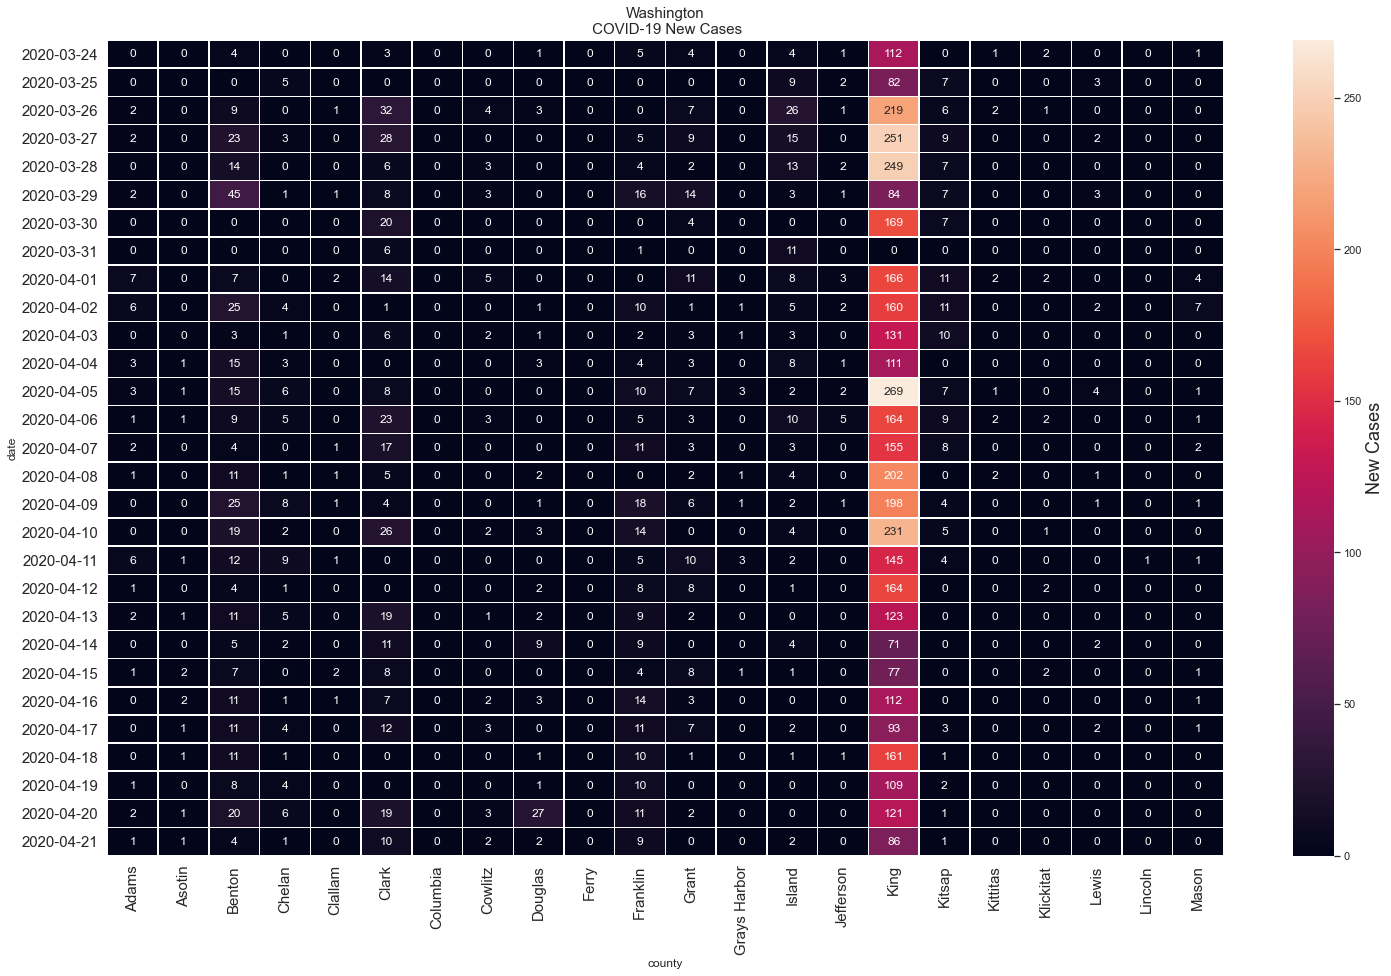 Washington
COVID-19 New Cases
2020-03-24 0 0 4 0 0 3 0 0 1 0 5 4 0 4 1 112 0 1 2 0 0 1
2020-03-25 0 0 0 5 0 0 0 0 0 0 0 0 0 9 2 82 7 0 0 3 0 0
2020-03-26 2 0 9 0 1 32 0 4 3 0 0 7 0 26 1 219 6 2 1 0 0 0
2020-03-27 2 0 23 3 0 28 0 0 0 0 5 9 0 15 0 251 9 0 0 2 0 0
2020-03-28 0 0 14 0 0 6 0 3 0 0 4 2 0 13 2 249 7 0 0 0 0 0
2020-03-29 2 0 45 1 1 8 0 3 0 0 16 14 0 3 1 84 7 0 0 3 0 0
2020-03-30 0 0 0 0 0 20 0 0 0 0 0 4 0 0 0 169 7 0 0 0 0 0
2020-03-31 0 0 0 0 0 6 0 0 0 0 1 0 0 11 0 0 0 0 0 0 0 0
2020-04-01 7 0 7 0 2 14 0 5 0 0 0 11 0 8 3 166 11 2 2 0 0 4
2020-04-02 6 0 25 4 0 1 0 0 1 0 10 1 1 5 2 160 11 0 0 2 0 7
2020-04-03 0 0 3 1 0 6 0 2 1 0 2 3 1 3 0 131 10 0 0 0 0 0
2020-04-04 3 1 15 3 0 0 0 0 3 0 4 3 0 8 1 111 0 0 0 0 0 0
2020-04-05 3 1 15 6 0 8 0 0 0 0 10 7 3 2 2 269 7 1 0 4 0 1
2020-04-06 1 1 9 5 0 23 0 3 0 0 5 3 0 10 5 164 9 2 2 0 0 1
2020-04-07 2 0 4 0 1 17 0 0 0 0 11 3 0 3 0 155 8 0 0 0 0 2
2020-04-08 1 0 11 1 1 5 0 0 2 0 0 2 1 4 0 202 0 2 0 1 0 0
2020-04-09 0 0 25 8 1 4 0 0 1 0 18 6 1 2 1 198 4 0 0 1 0 1
2020-04-10 0 0 19 2 0 26 0 2 3 0 14 0 0 4 0 231 5 0 1 0 0 0
2020-04-11 6 1 12 9 1 0 0 0 0 0 5 10 3 2 0 145 4 0 0 0 1 1
2020-04-12 1 0 4 1 0 0 0 0 2 0 8 8 0 1 0 164 0 0 2 0 0 0
2020-04-13 2 1 11 5 0 19 0 1 2 0 9 2 0 0 0 123 0 0 0 0 0 0
2020-04-14 0 0 5 2 0 11 0 0 9 0 9 0 0 4 0 71 0 0 0 2 0 0
2020-04-15 1 2 7 0 2 8 0 0 0 0 4 8 1 1 0 77 0 0 2 0 0 1
2020-04-16 0 2 11 1 1 7 0 2 3 0 14 3 0 0 0 112 0 0 0 0 0 1
2020-04-17 0 1 11 4 0 12 0 3 0 0 11 7 0 2 0 93 3 0 0 2 0 1
2020-04-18 0 1 11 1 0 0 0 0 1 0 10 1 0 1 1 161 1 0 0 0 0 0
2020-04-19 1 0 8 4 0 0 0 0 1 0 10 0 0 0 0 109 2 0 0 0 0 0
2020-04-20 2 1 20 6 0 19 0 3 27 0 11 2 0 0 0 121 1 0 0 0 0 0
2020-04-21 1 1 4 1 0 10 0 2 2 0 9 0 0 2 0 86 1 0 0 0 0 0
date
Adams Asotin Benton Chelan Clallam Clark Columbia Cowlitz Douglas Ferry Franklin Grant Grays Harbor Island Jefferson King Kitsap Kittitas Klickitat Lewis Lincoln Mason
county
250
200
150
100
50
0
New Cases